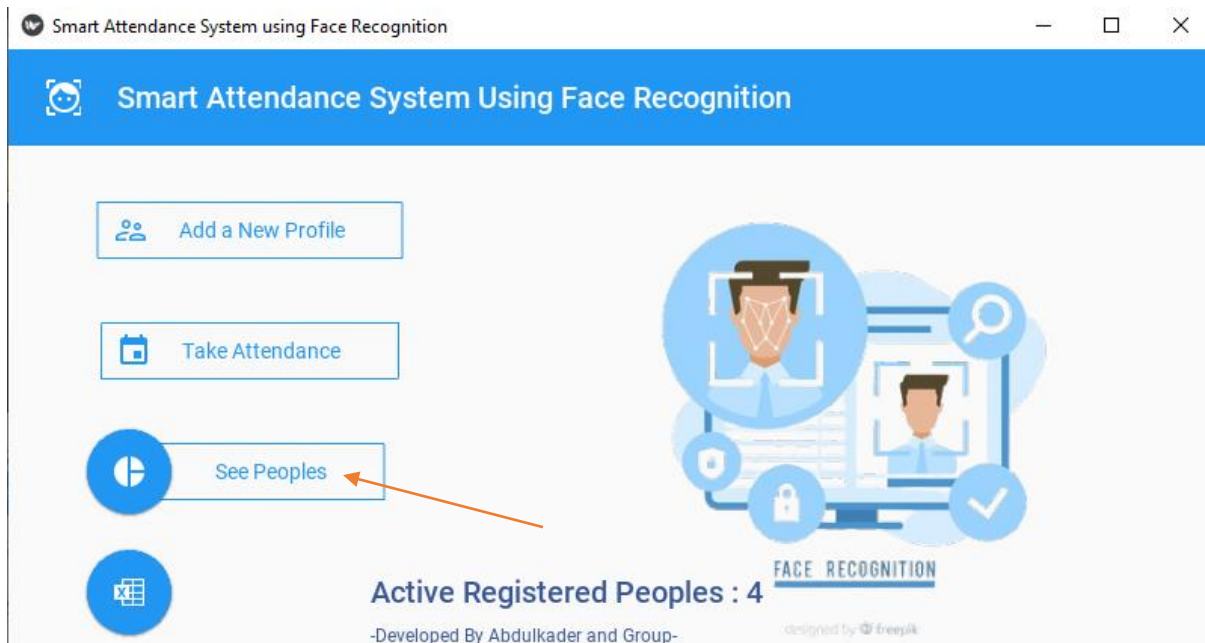 Smart Attendance System using Face Recognition
Smart Attendance System Using Face Recognition
Add a New Profile
Take Attendance
See Peoples
FACE RECOGNITION
Active Registered Peoples : 4
designed by freepik
-Developed By Abdulkader and Group-